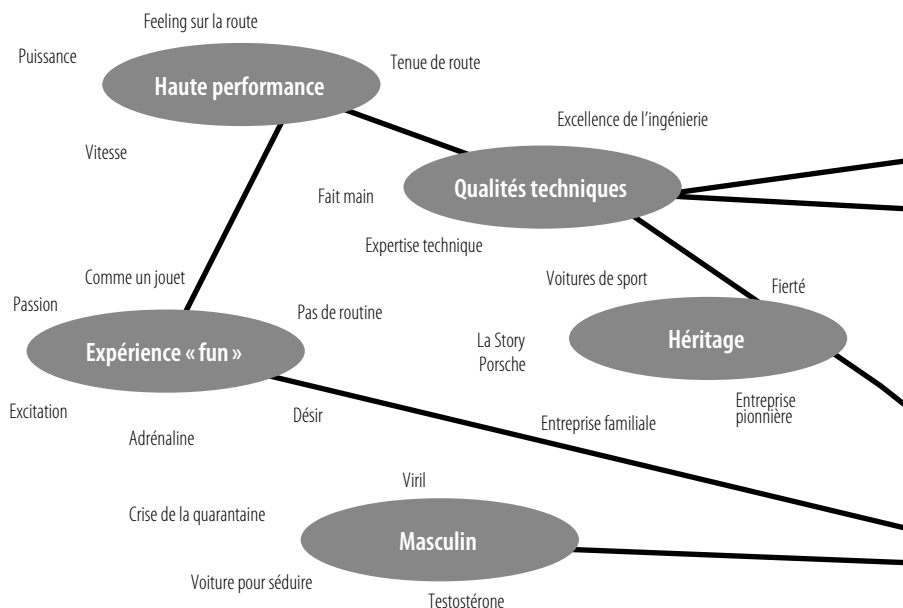 Feeling sur la route
Puissance
Tenue de route
Haute performance
Excellence de l'ingénierie
Vitesse
Qualités techniques
Fait main
Expertise technique
Comme un jouet
Voitures de sport
Fierté
Passion
Pas de routine
La Story
Porsche
Héritage
Expérience « fun »
Entreprise
pionnière
Excitation
Désir
Entreprise familiale
Adrénaline
Viril
Crise de la quarantaine
Masculin
Voiture pour séduire
Testostérone